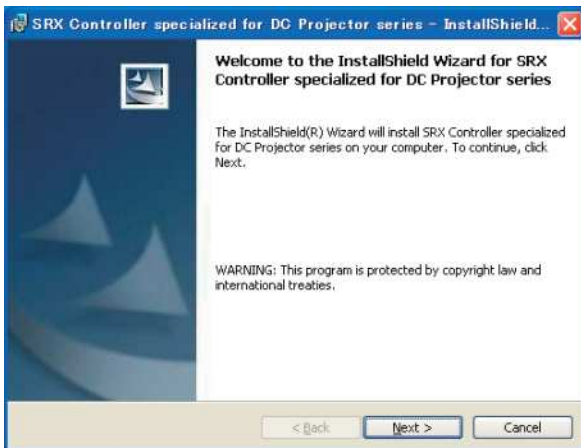 SRX Controller specialized for DC Projector series - InstallShield...
Welcome to the InstallShield Wizard for SRX
Controller specialized for DC Projector series
The InstallShield(R) Wizard will install SRX Controller specialized
for DC Projector series on your computer. To continue, click
Next.
WARNING: This program is protected by copyright law and
international treaties.
< Back
Next >
Cancel